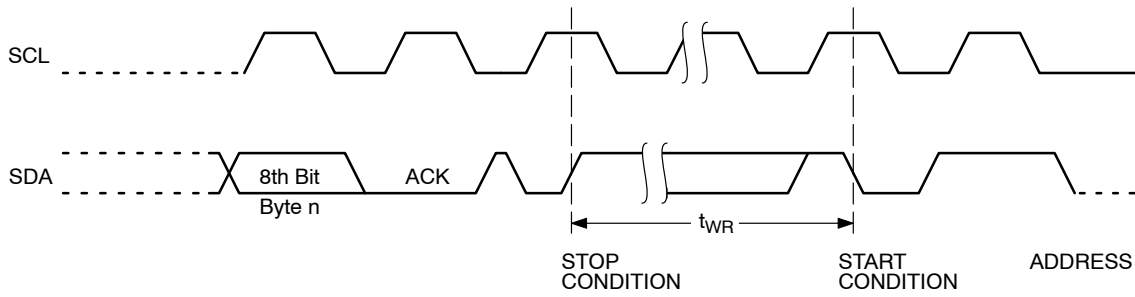 SCL
SDA
8th Bit
Byte n
ACK
tWR
STOP
CONDITION
START
CONDITION
ADDRESS